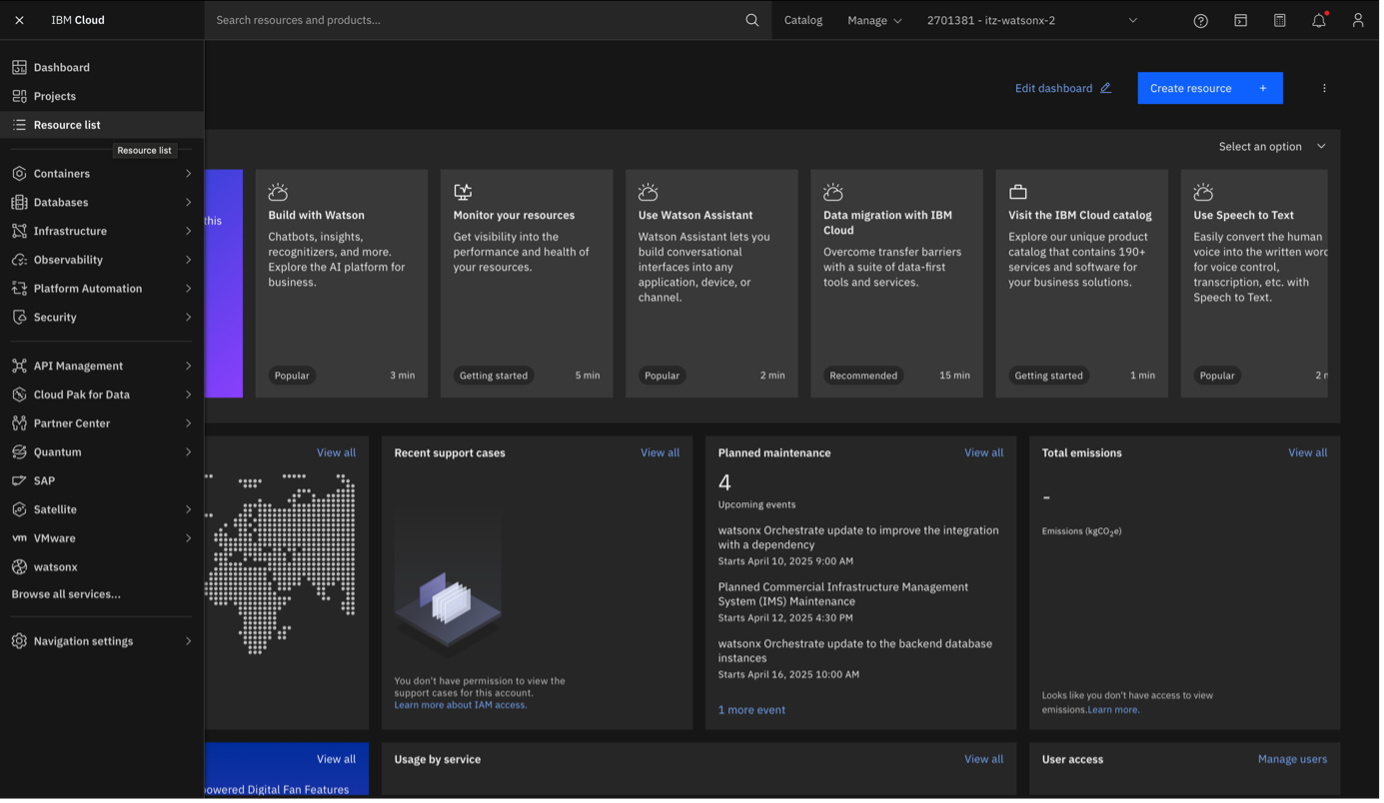 IBM Cloud
Search resources and products...
Catalog
Manage
2701381 - itz-watsonx-2
Dashboard
Projects
Resource list
Resource list
Containers
Databases
Infrastructure
Observability
Platform Automation
Security
API Management
Cloud Pak for Data
Partner Center
Quantum
SAP
Satellite
vm VMware
watsonx
Browse all services...
Navigation settings
Edit dashboard
Create resource +
Select an option
this
Build with Watson
Chatbots, insights,
recognizers, and more.
Explore the AI platform for
business.
Popular
3 min
Monitor your resources
Get visibility into the
performance and health of
your resources.
Getting started
5 min
Use Watson Assistant
Watson Assistant lets you
build conversational
interfaces into any
application, device, or
channel.
Popular
2 min
Data migration with IBM
Cloud
Overcome transfer barriers
with a suite of data-first
tools and services.
Recommended
15 min
Visit the IBM Cloud catalog
Explore our unique product
catalog that contains 190+
services and software for
your business solutions.
Getting started
1 min
Use Speech to Text
Easily convert the human
voice into the written word
for voice control,
transcription, etc. with
Speech to Text.
Popular
2
View all
Recent support cases
View all
You don't have permission to view the
support cases for this account.
Learn more about IAM access.
Planned maintenance
View all
4
Upcoming events
watsonx Orchestrate update to improve the integration
with a dependency
Starts April 10, 2025 9:00 AM
Planned Commercial Infrastructure Management
System (IMS) Maintenance
Starts April 12, 2025 4:30 PM
watsonx Orchestrate update to the backend database
instances
Starts April 16, 2025 10:00 AM
1 more event
Total emissions
View all
-
Emissions (kgCO₂e)
Looks like you don't have access to view
emissions.Learn more.
View all
powered Digital Fan Features
Usage by service
View all
User access
Manage users